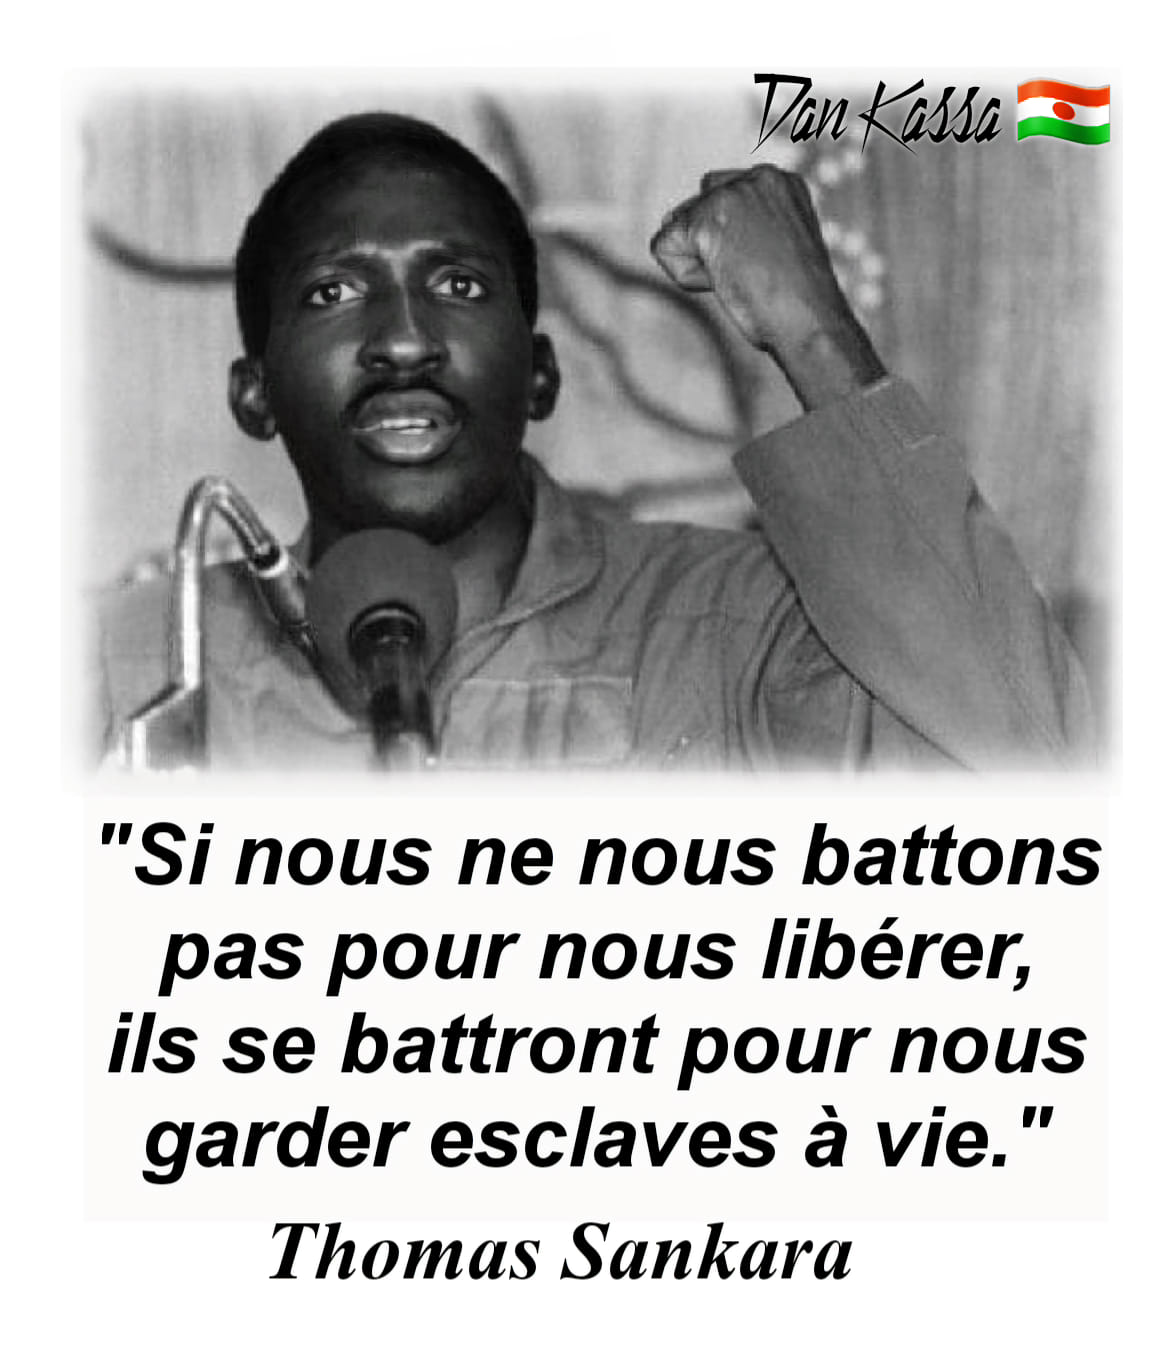 Dan Kassa
"Si nous ne nous battons
pas pour nous libérer,
ils se battront pour nous
garder esclaves à vie."
Thomas Sankara